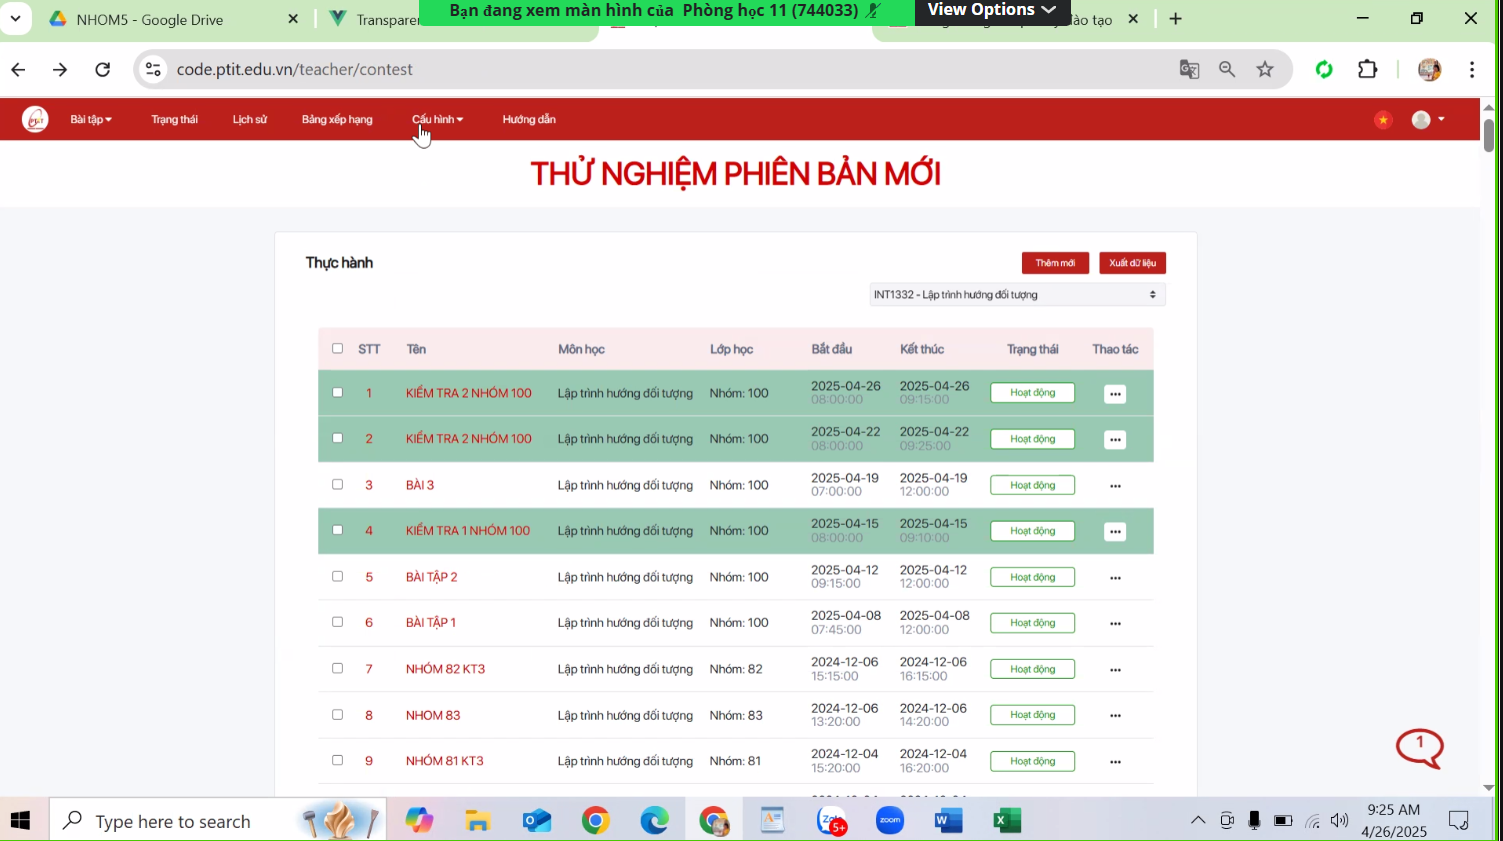 NHOM5 - Google Drive
Transparen
Bạn đang xem màn hình của Phòng học 11 (744033)
View Options
ào tạo
code.ptit.edu.vn/teacher/contest
Bài tập
Trạng thái
Lịch sử
Bảng xếp hạng
Cấu hình
Hướng dẫn
THỬ NGHIỆM PHIÊN BẢN MỚI
Thực hành
Thêm mới
Xuất dữ liệu
INT1332 - Lập trình hướng đối tượng
STT Tên Môn học Lớp học Bắt đầu Kết thúc Trạng thái Thao tác
1 KIỂM TRA 2 NHÓM 100 Lập trình hướng đối tượng Nhóm: 100 2025-04-26 2025-04-26 Hoạt động
08:00:00 09:15:00
2 KIỂM TRA 2 NHÓM 100 Lập trình hướng đối tượng Nhóm: 100 2025-04-22 2025-04-22 Hoạt động
08:00:00 09:25:00
3 BÀI 3 Lập trình hướng đối tượng Nhóm: 100 2025-04-19 2025-04-19 Hoạt động
07:00:00 12:00:00
4 KIỂM TRA 1 NHÓM 100 Lập trình hướng đối tượng Nhóm: 100 2025-04-15 2025-04-15 Hoạt động
08:00:00 09:10:00
5 BÀI TẬP 2 Lập trình hướng đối tượng Nhóm: 100 2025-04-12 2025-04-12 Hoạt động
09:15:00 12:00:00
6 BÀI TẬP 1 Lập trình hướng đối tượng Nhóm: 100 2025-04-08 2025-04-08 Hoạt động
07:45:00 12:00:00
7 NHÓM 82 KT3 Lập trình hướng đối tượng Nhóm: 82 2024-12-06 2024-12-06 Hoạt động
15:15:00 16:15:00
8 NHOM 83 Lập trình hướng đối tượng Nhóm: 83 2024-12-06 2024-12-06 Hoạt động
13:20:00 14:20:00
9 NHÓM 81 KT3 Lập trình hướng đối tượng Nhóm: 81 2024-12-04 2024-12-04 Hoạt động
15:20:00 16:20:00
1
Type here to search
5+
zoom
9:25 AM
4/26/2025